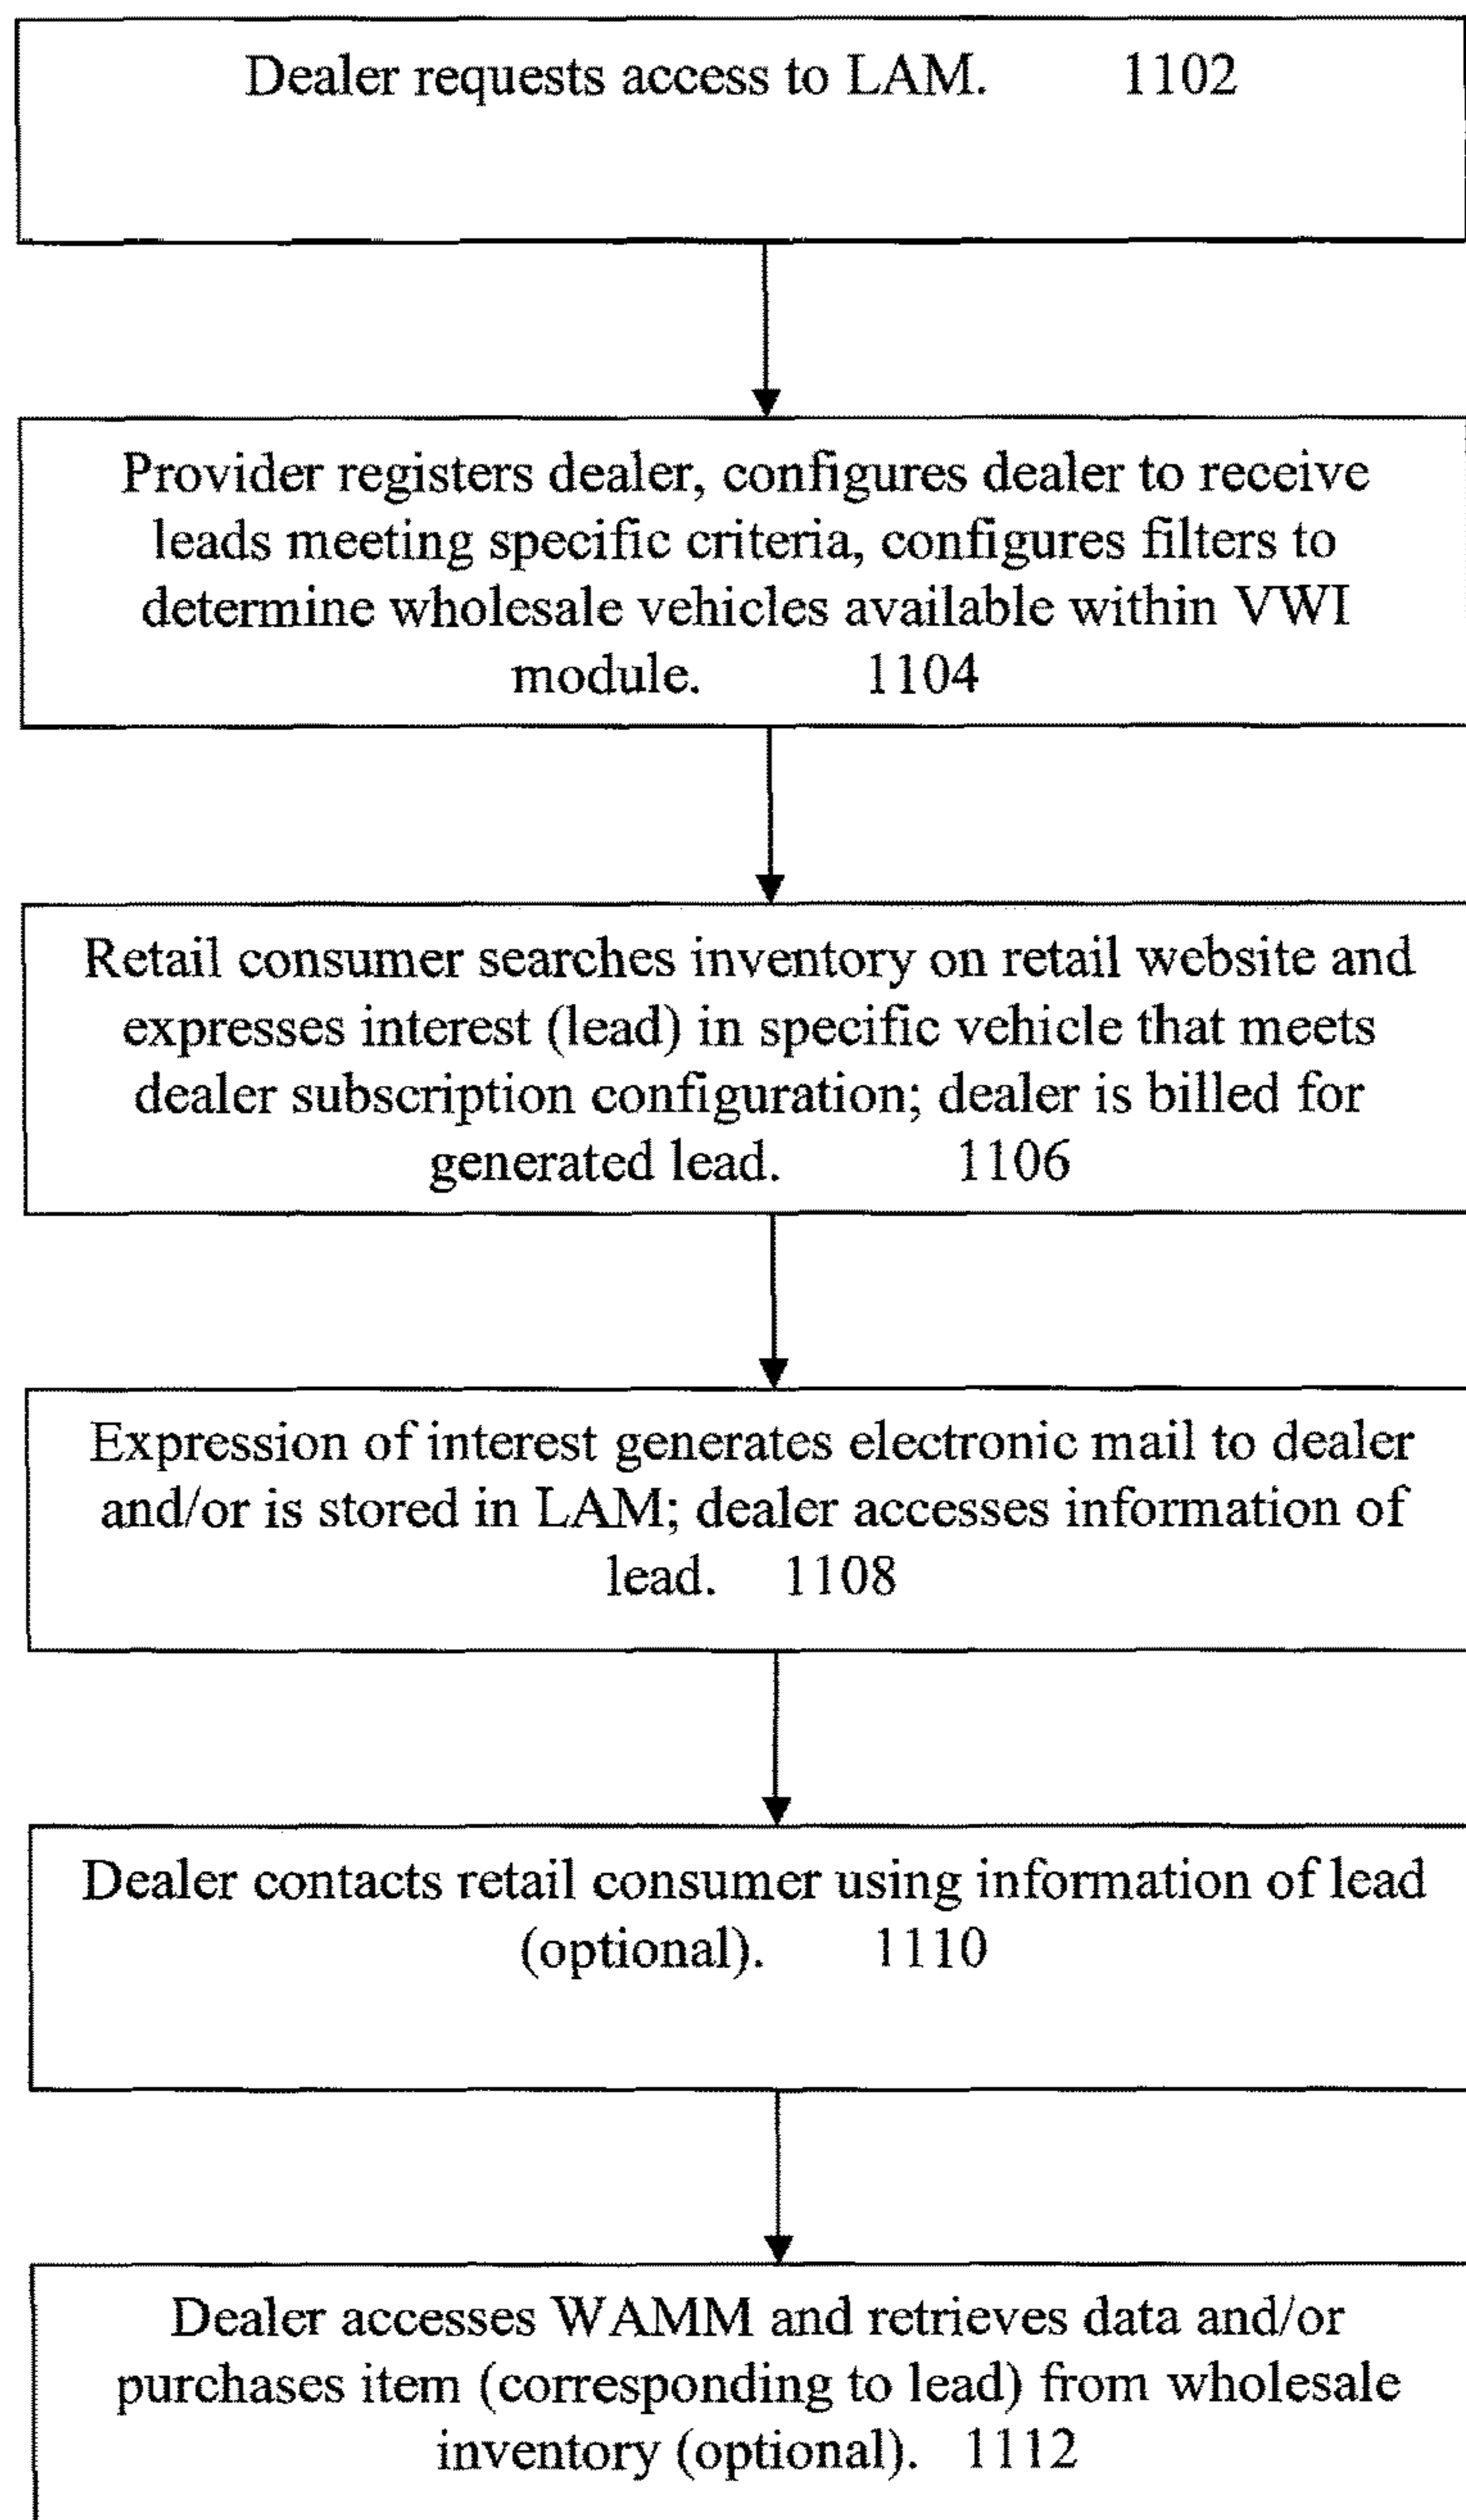 Dealer requests access to LAM. 1102
Provider registers dealer, configures dealer to receive
leads meeting specific criteria, configures filters to
determine wholesale vehicles available within VWI
module. 1104
Retail consumer searches inventory on retail website and
expresses interest (lead) in specific vehicle that meets
dealer subscription configuration; dealer is billed for
generated lead. 1106
Expression of interest generates electronic mail to dealer
and/or is stored in LAM; dealer accesses information of
lead. 1108
Dealer contacts retail consumer using information of lead
(optional). 1110
Dealer accesses WAMM and retrieves data and/or
purchases item (corresponding to lead) from wholesale
inventory (optional). 1112